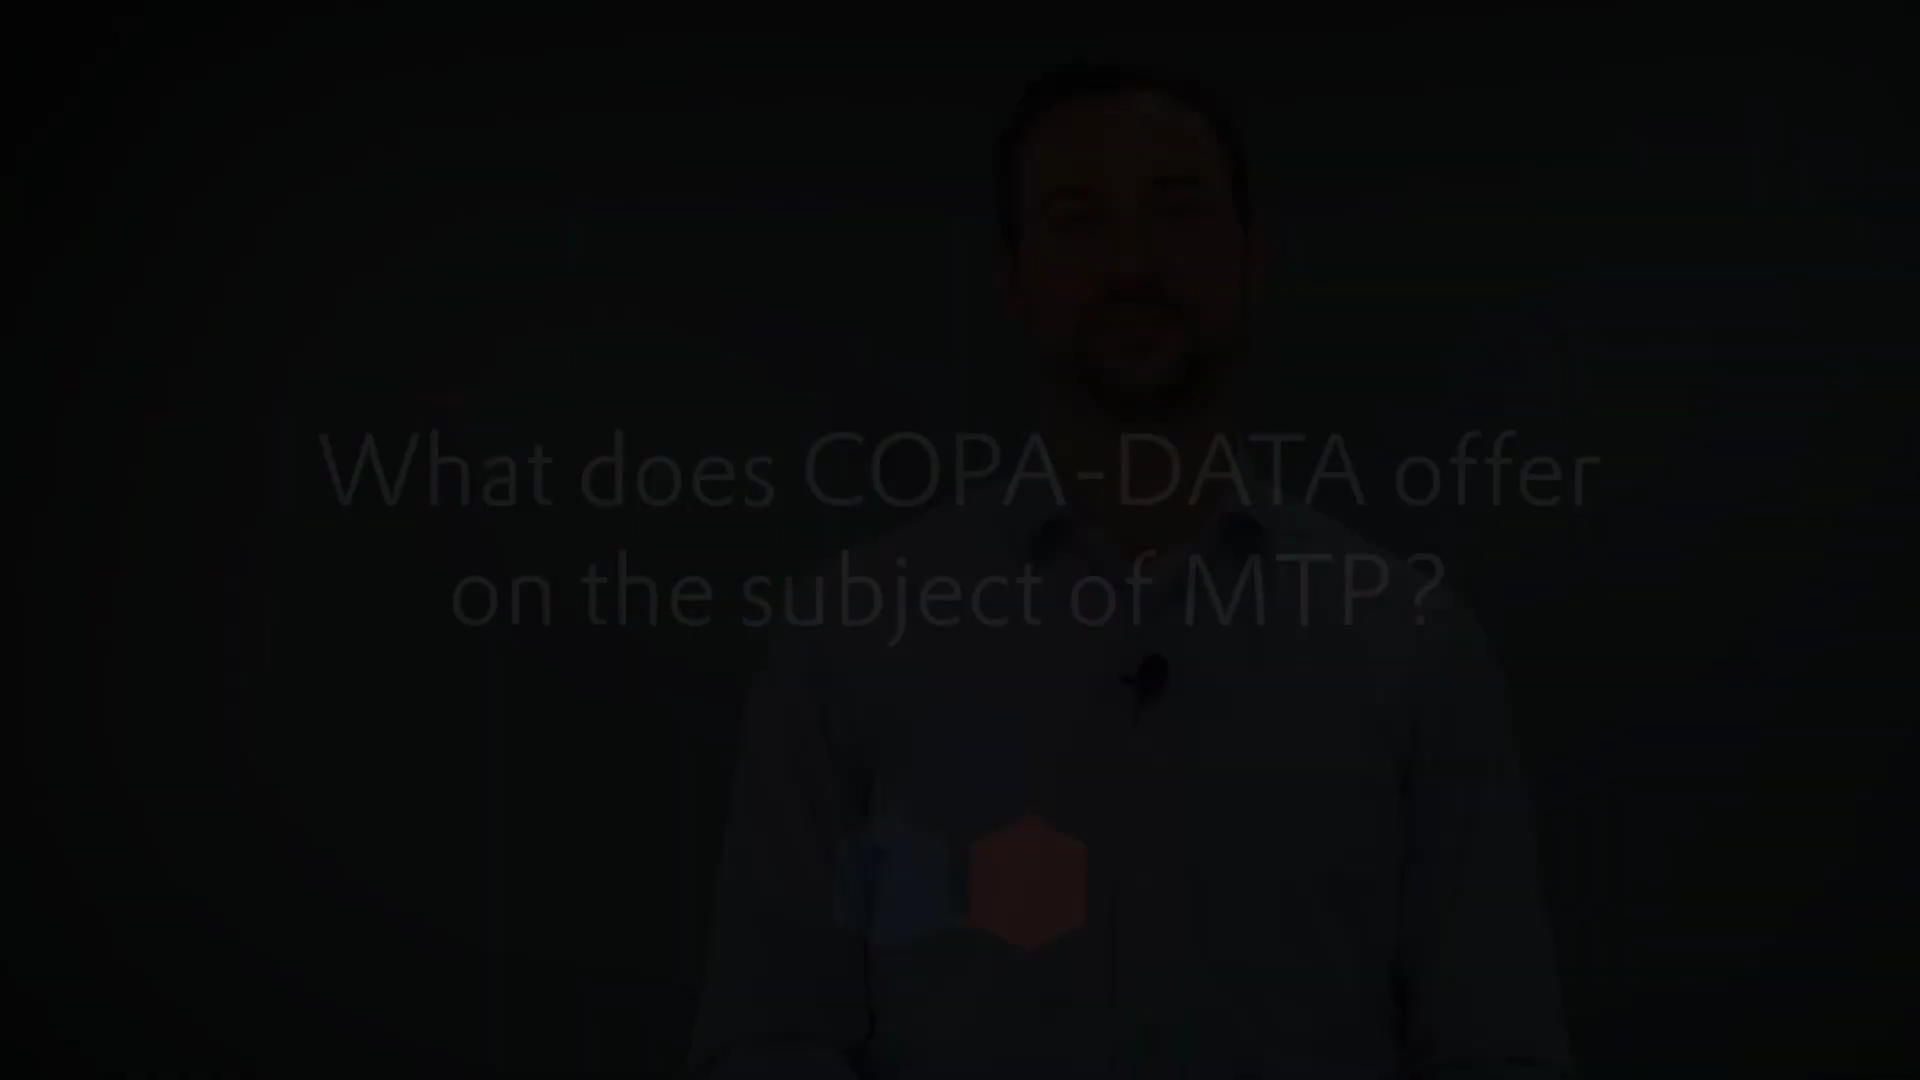 What does COPA-DATA offer
on the subject of MTP?